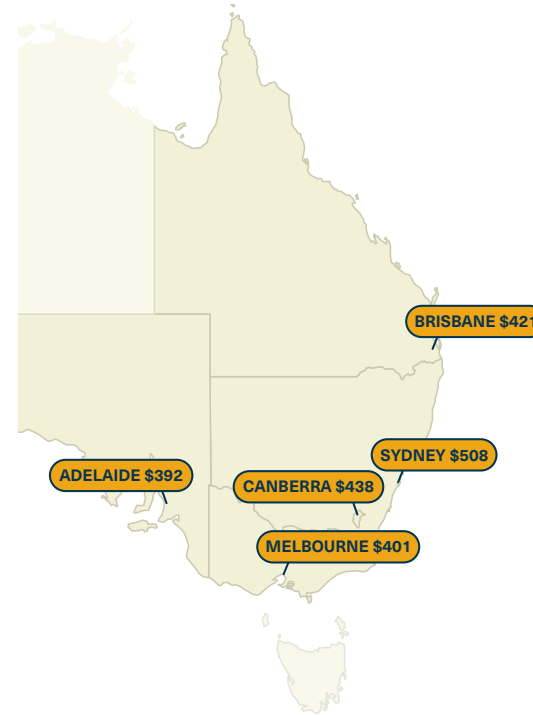 BRISBANE $421
SYDNEY $508
ADELAIDE $392
CANBERRA $438
MELBOURNE $401